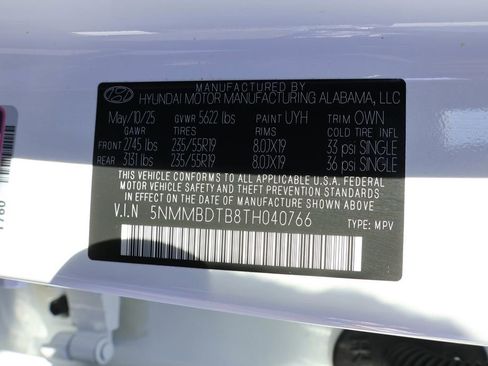 MANUFACTURED BY
HYUNDAI MOTOR MANUFACTURING ALABAMA, LLC
May/10/25 GVWR 5622 lbs PAINT UYH TRIM OWN
GAWR TIRES RIMS COLD TIRE INFL
FRONT 2745 lbs 235/55R19 8.0JX19 33 psi SINGLE
REAR 3131 lbs 235/55R19 8.0JX19 36 psi SINGLE
THIS VEHICLE CONFORMS TO ALL APPLICABLE U.S.A. FEDERAL
MOTOR VEHICLE SAFETY AND THEFT PREVENTION STANDARDS
IN EFFECT ON THE DATE OF MANUFACTURE SHOWN ABOVE.
V.I.N 5NMMBDTB8TH040766 TYPE: MPV